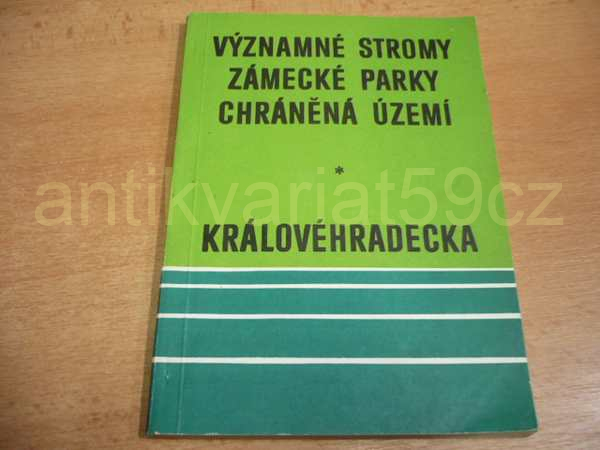 VÝZNAMNÉ STROMY
ZÁMECKÉ PARKY
CHRÁNĚNÁ ÚZEMÍ
*
antikvariat59cz
KRÁLOVÉHRADECKA